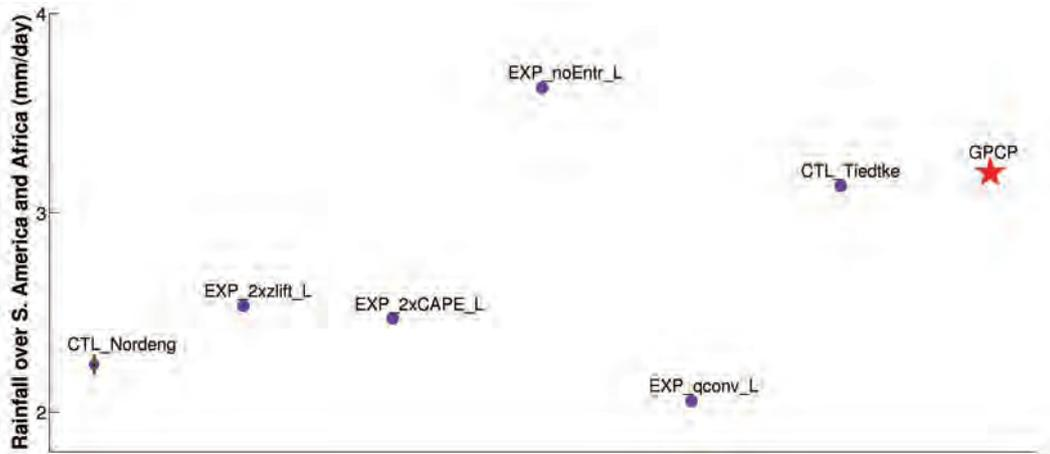 Rainfall over S. America and Africa (mm/day)
4
EXP_noEntr_L
GPCP
CTL_Tiedtke
3
EXP_2xzlift_L
EXP_2xCAPE_L
CTL_Nordeng
EXP_qconv_L
2